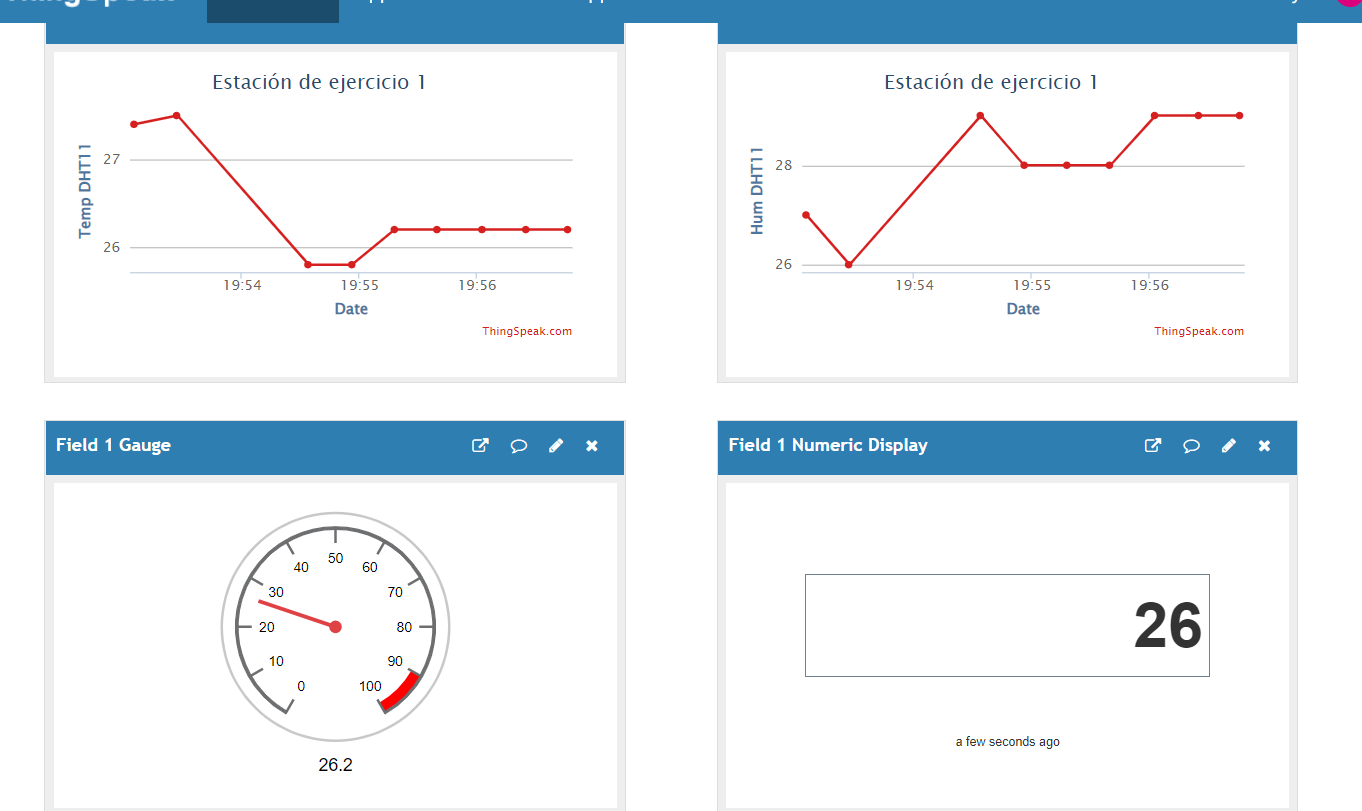 Estación de ejercicio 1
Temp DHT11
27
26
19:54 19:55 19:56
Date
ThingSpeak.com
Estación de ejercicio 1
Hum DHT11
28
26
19:54 19:55 19:56
Date
ThingSpeak.com
Field 1 Gauge
0 10 20 30 40 50 60 70 80 90 100
26.2
Field 1 Numeric Display
26
a few seconds ago